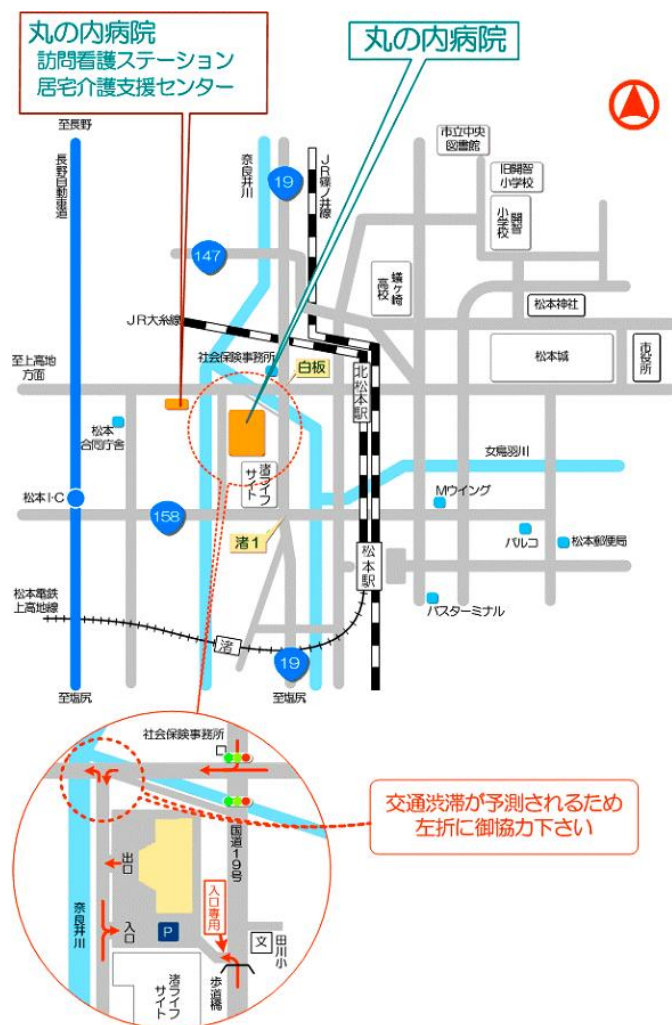 丸の内病院
訪問看護ステーション
居宅介護支援センター
丸の内病院
至長野
長野自動車道
奈良井川
19
JR篠ノ井線
市立中央
図書館
旧開智
小学校
開智
小学校
147
蟻ヶ崎
高校
松本神社
JR大糸線
社会保険事務所
白板
北松本駅
松本城
市役所
至上高地
方面
松本
合同庁舎
渚ライフ
サイト
女鳥羽川
松本I・C
158
渚1
Mウイング
パルコ
松本郵便局
松本駅
松本電鉄
上高地線
渚
バスターミナル
19
至塩尻
至塩尻
社会保険事務所
交通渋滞が予測されるため
左折に御協力下さい
国道19号
出口
入口専用
奈良井川
入口
P
文
田川小
渚ライフ
サイト
歩道橋